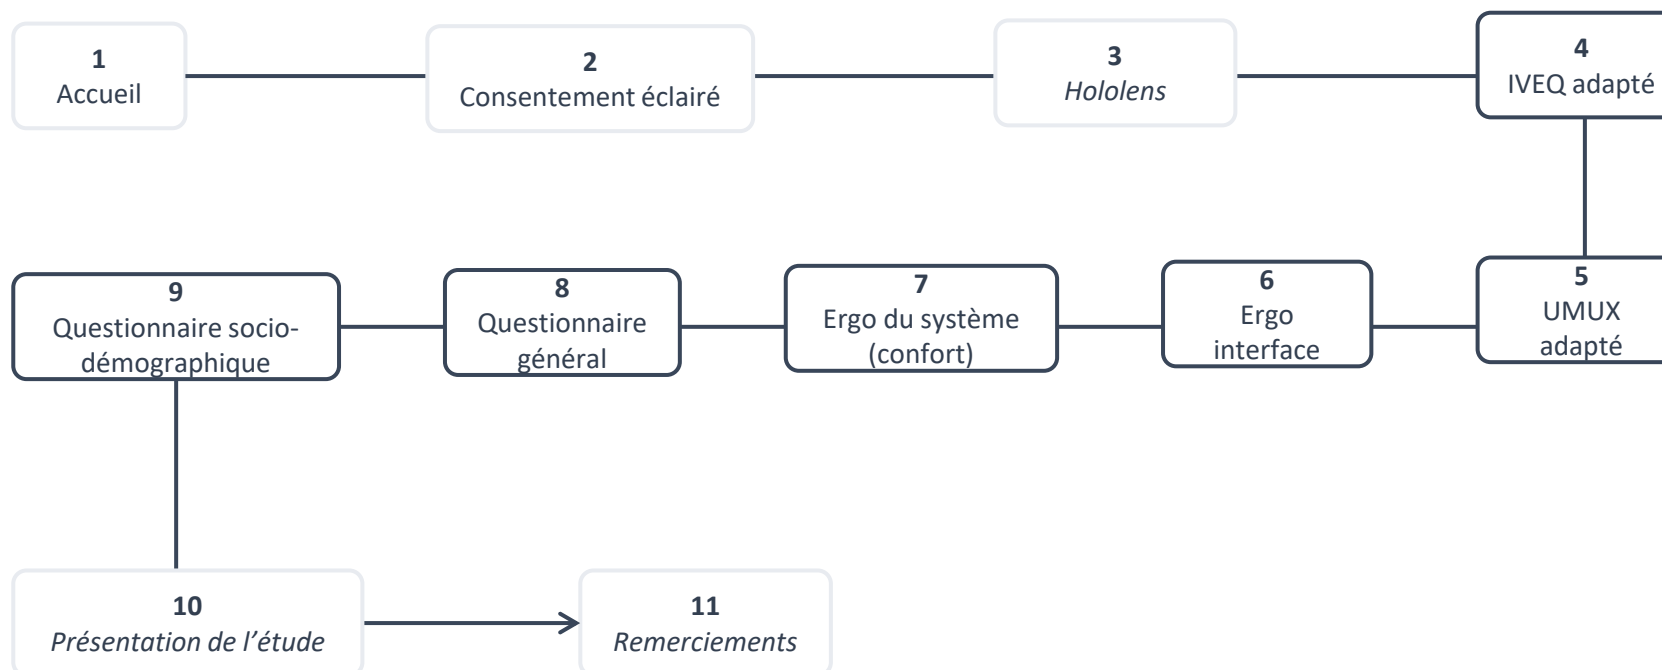 1
Accueil
2
Consentement éclairé
3
Hololens
4
IVEQ adapté
5
UMUX
adapté
6
Ergo
interface
7
Ergo du système
(confort)
8
Questionnaire
général
9
Questionnaire socio-
démographique
10
Présentation de l’étude
11
Remerciements